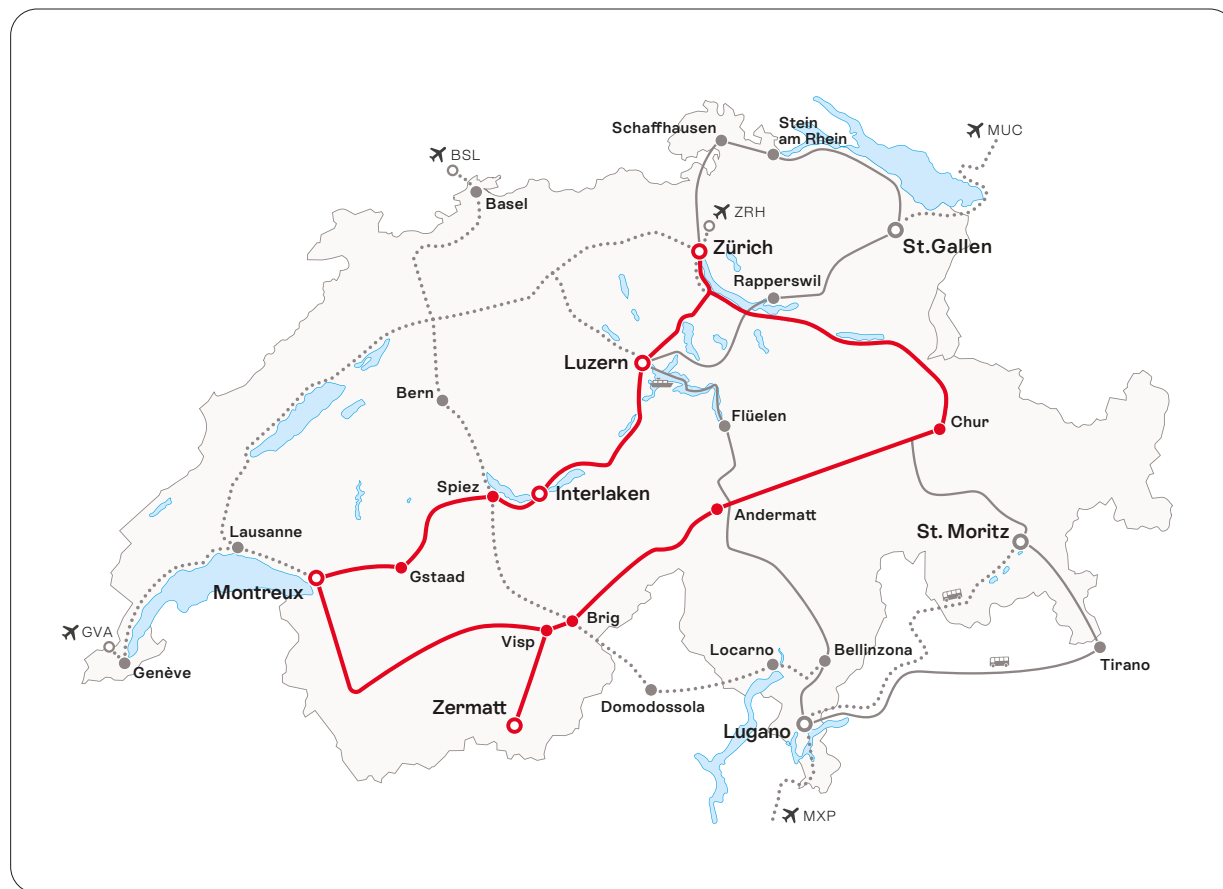 Schaffhausen
Stein
am Rhein
MUC
BSL
Basel
ZRH
Zürich
St.Gallen
Rapperswil
Luzern
Bern
Flüelen
Chur
Spiez
Interlaken
Andermatt
Lausanne
St. Moritz
Gstaad
Montreux
Brig
GVA
Visp
Genève
Locarno
Bellinzona
Tirano
Zermatt
Domodossola
Lugano
MXP